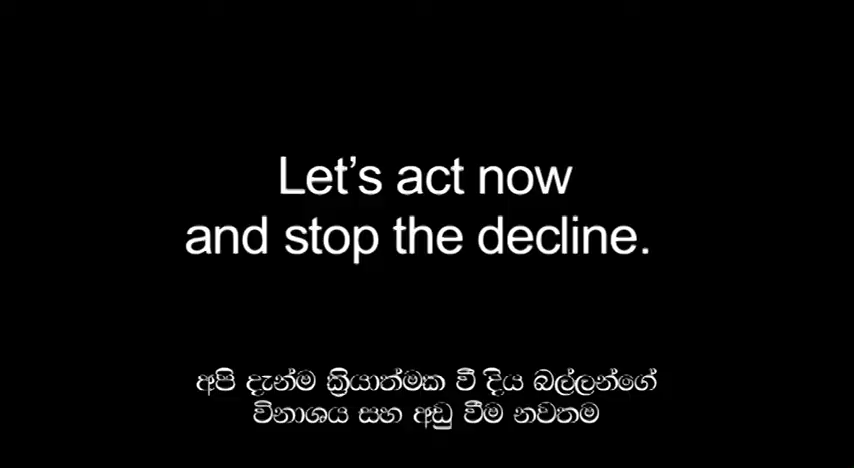 Let’s act now
and stop the decline.
අපි දැන්ම ක්‍රියාත්මක වී දිය බල්ලන්ගේ
විනාශය සහ අඩු වීම නවතම